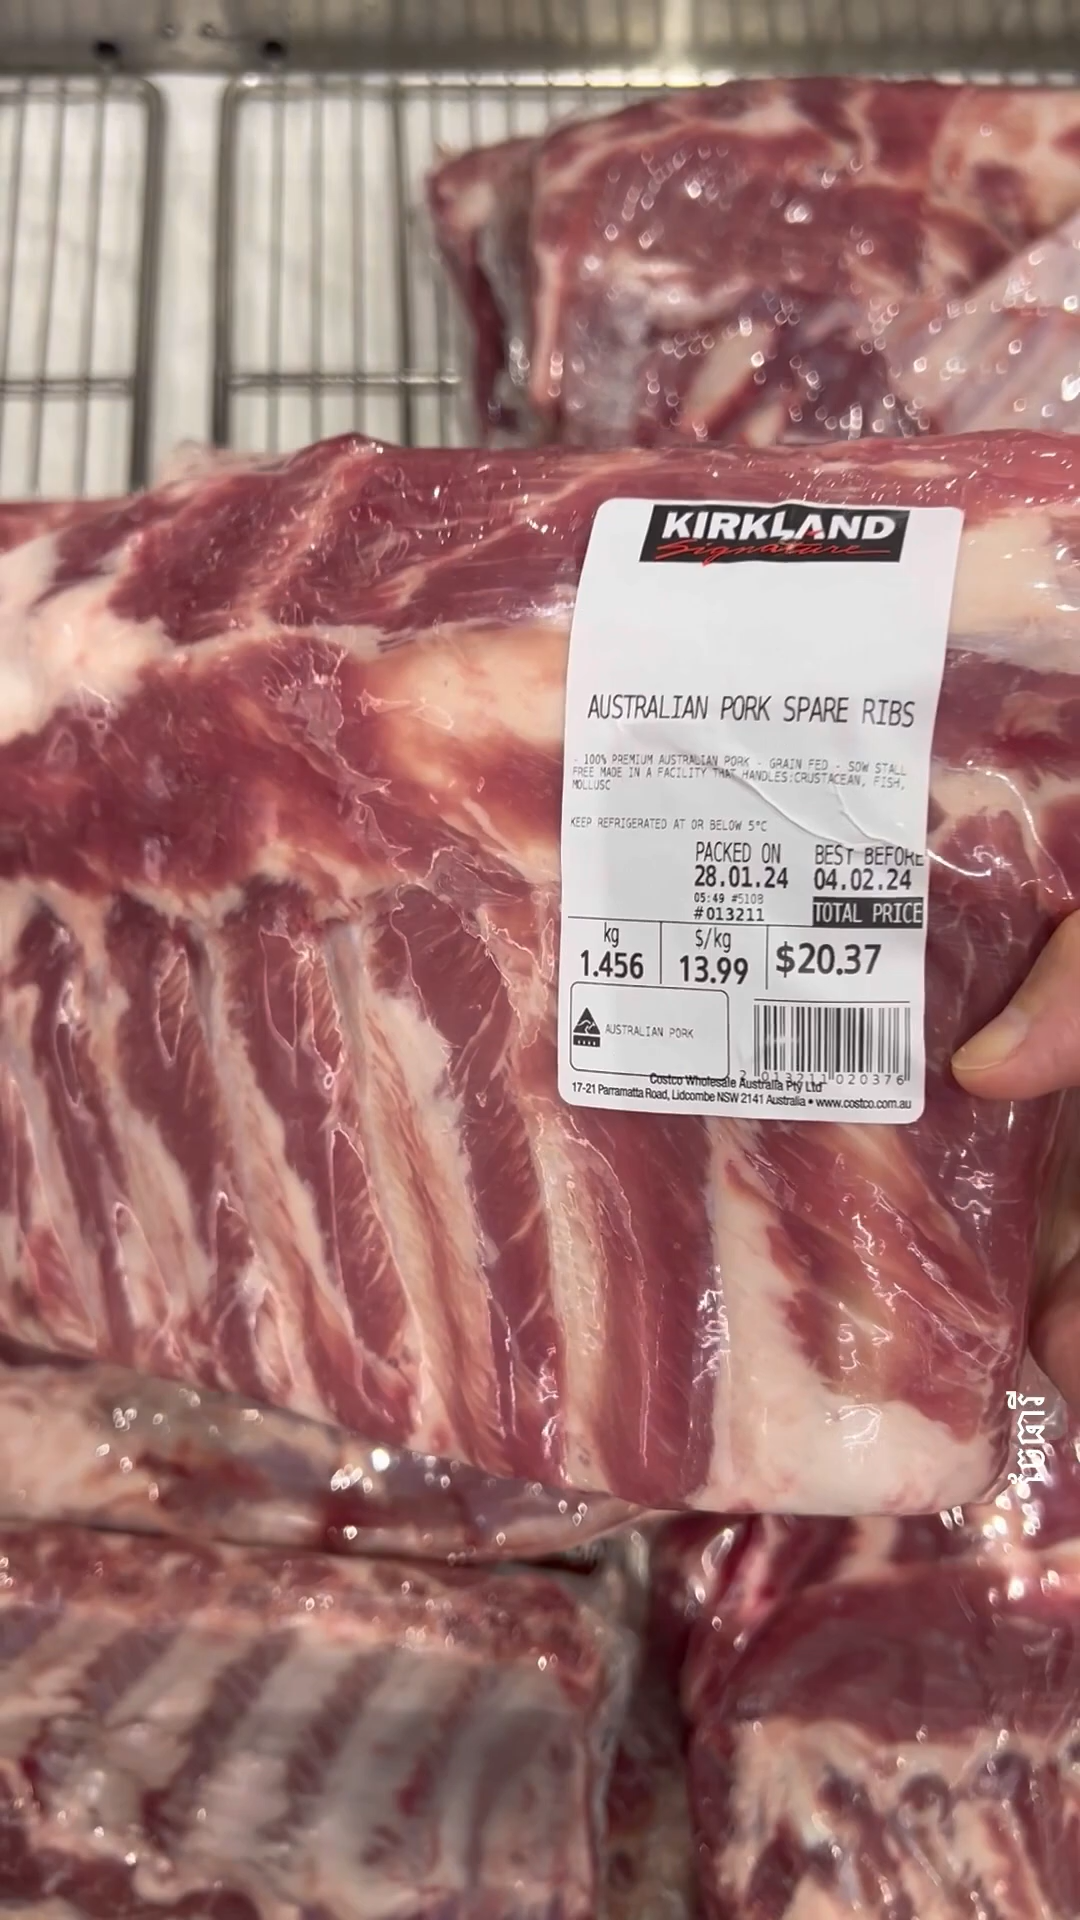 KIRKLAND
Signature
AUSTRALIAN PORK SPARE RIBS
- 100% PREMIUM AUSTRALIAN PORK - GRAIN FED - SOW STALL
FREE MADE IN A FACILITY THAT HANDLES:CRUSTACEAN, FISH,
MOLLUSC
KEEP REFRIGERATED AT OR BELOW 5°C
PACKED ON BEST BEFORE
28.01.24 04.02.24
05:49 #5108
#013211 TOTAL PRICE
kg $/kg
1.456 13.99 $20.37
AUSTRALIAN PORK
2 013211 020376
Costco Wholesale Australia Pty Ltd
17-21 Parramatta Road, Lidcombe NSW 2141 Australia • www.costco.com.au